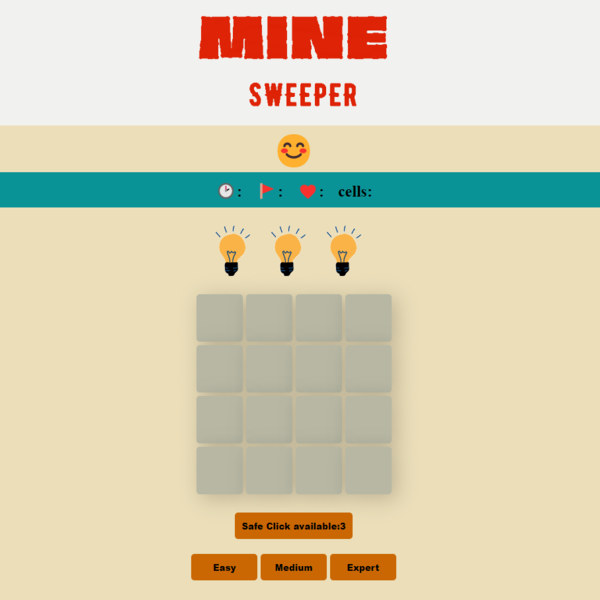 MINE
SWEEPER
: : : cells:
Safe Click available:3
Easy Medium Expert